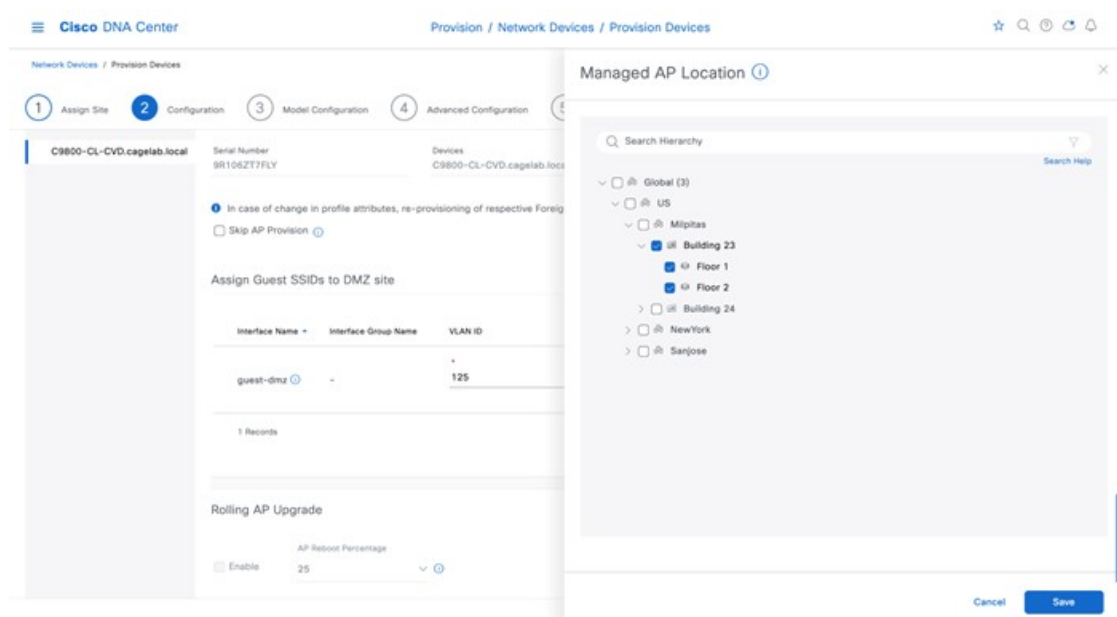 Cisco DNA Center
Provision / Network Devices / Provision Devices
Network Devices / Provision Devices
1 Assign Site 2 Configuration 3 Model Configuration 4 Advanced Configuration
C9800-CL-CVD.cagelab.local
Serial Number
9R106ZT7FLY
Devices
C9800-CL-CVD.cagelab.loca
In case of change in profile attributes, re-provisioning of respective Foreig
Skip AP Provision
Assign Guest SSIDs to DMZ site
Interface Name Interface Group Name VLAN ID
*
guest-dmz - 125
1 Records
Rolling AP Upgrade
AP Reboot Percentage
Enable 25
Managed AP Location
Search Hierarchy
Search Help
Global (3)
US
Milpitas
Building 23
Floor 1
Floor 2
Building 24
NewYork
Sanjose
Cancel Save